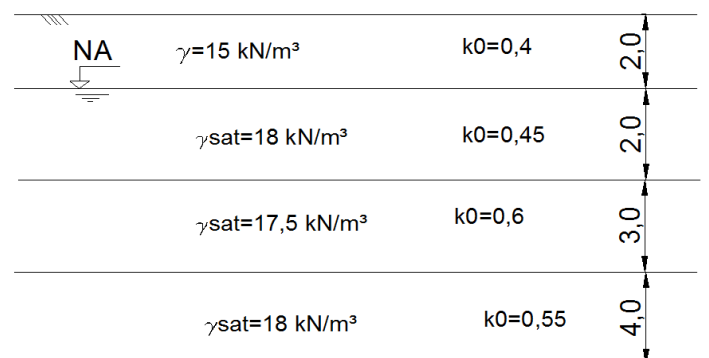 γ=15 kN/m³ k0=0,4 2,0
NA
γsat=18 kN/m³ k0=0,45 2,0
γsat=17,5 kN/m³ k0=0,6 3,0
γsat=18 kN/m³ k0=0,55 4,0